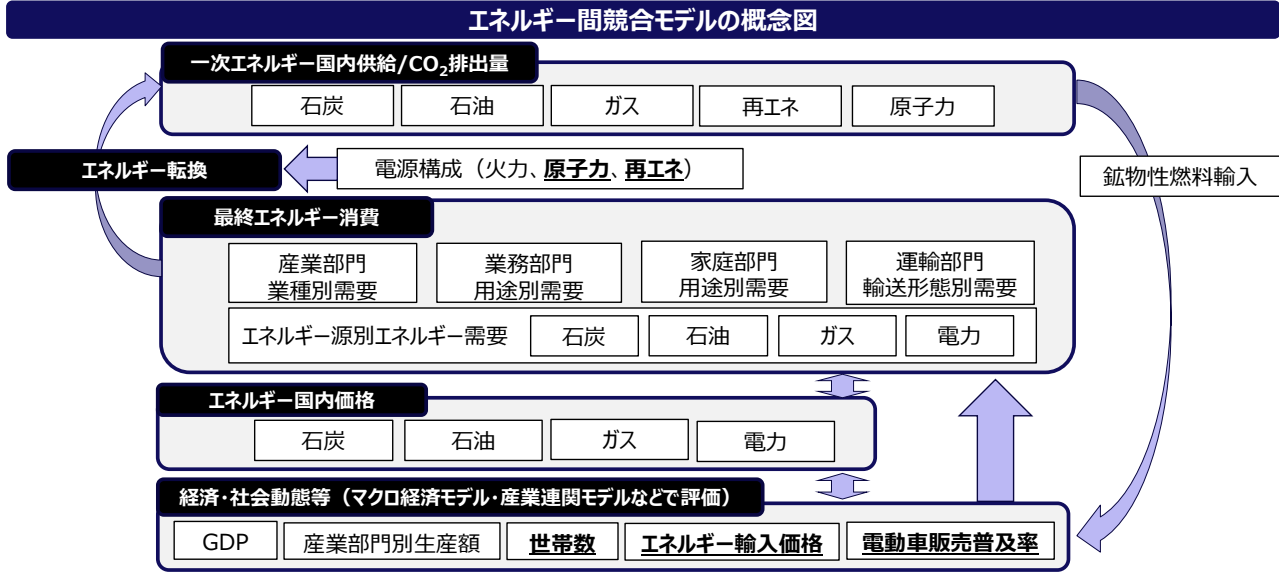 エネルギー間競合モデルの概念図
一次エネルギー国内供給/CO2排出量
石炭
石油
ガス
再エネ
原子力
エネルギー転換
電源構成（火力、原子力、再エネ）
鉱物性燃料輸入
最終エネルギー消費
産業部門
業種別需要
業務部門
用途別需要
家庭部門
用途別需要
運輸部門
輸送形態別需要
エネルギー源別エネルギー需要
石炭
石油
ガス
電力
エネルギー国内価格
石炭
石油
ガス
電力
経済・社会動態等（マクロ経済モデル・産業連関モデルなどで評価）
GDP
産業部門別生産額
世帯数
エネルギー輸入価格
電動車販売普及率